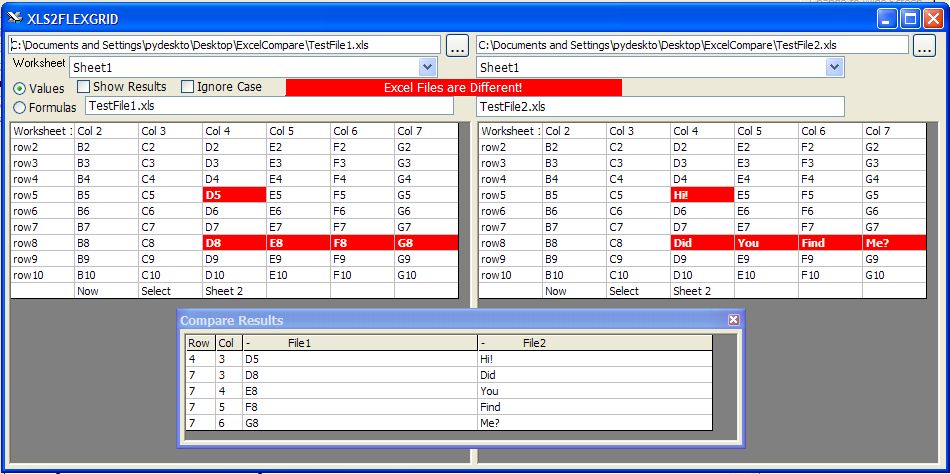 XLS2FLEXGRID
C:\Documents and Settings\pydeskto\Desktop\ExcelCompare\TestFile1.xls ... C:\Documents and Settings\pydeskto\Desktop\ExcelCompare\TestFile2.xls ...
Worksheet Sheet1 Sheet1
Values Show Results Ignore Case Excel Files are Different!
Formulas TestFile1.xls TestFile2.xls
Worksheet : Col 2 Col 3 Col 4 Col 5 Col 6 Col 7 Worksheet : Col 2 Col 3 Col 4 Col 5 Col 6 Col 7
row2 B2 C2 D2 E2 F2 G2 row2 B2 C2 D2 E2 F2 G2
row3 B3 C3 D3 E3 F3 G3 row3 B3 C3 D3 E3 F3 G3
row4 B4 C4 D4 E4 F4 G4 row4 B4 C4 D4 E4 F4 G4
row5 B5 C5 D5 E5 F5 G5 row5 B5 C5 Hi! E5 F5 G5
row6 B6 C6 D6 E6 F6 G6 row6 B6 C6 D6 E6 F6 G6
row7 B7 C7 D7 E7 F7 G7 row7 B7 C7 D7 E7 F7 G7
row8 B8 C8 D8 E8 F8 G8 row8 B8 C8 Did You Find Me?
row9 B9 C9 D9 E9 F9 G9 row9 B9 C9 D9 E9 F9 G9
row10 B10 C10 D10 E10 F10 G10 row10 B10 C10 D10 E10 F10 G10
Now Select Sheet 2 Now Select Sheet 2
Compare Results
Row Col - File1 - File2
4 3 D5 Hi!
7 3 D8 Did
7 4 E8 You
7 5 F8 Find
7 6 G8 Me?